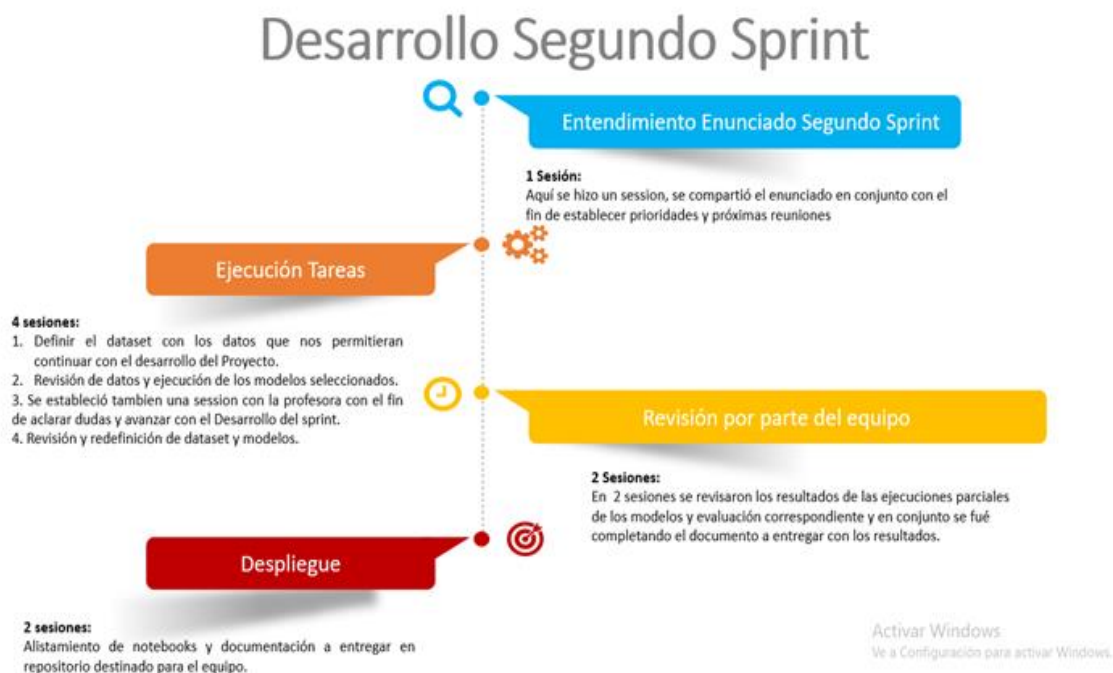 Desarrollo Segundo Sprint
Entendimiento Enunciado Segundo Sprint
1 Sesión:
Aquí se hizo un session, se compartió el enunciado en conjunto con el
fin de establecer prioridades y próximas reuniones
Ejecución Tareas
4 sesiones:
1. Definir el dataset con los datos que nos permitieran
continuar con el desarrollo del Proyecto.
2. Revisión de datos y ejecución de los modelos seleccionados.
3. Se estableció tambien una session con la profesora con el fin
de aclarar dudas y avanzar con el Desarrollo del sprint.
4. Revisión y redefinición de dataset y modelos.
Revisión por parte del equipo
2 Sesiones:
En 2 sesiones se revisaron los resultados de las ejecuciones parciales
de los modelos y evaluación correspondiente y en conjunto se fué
completando el documento a entregar con los resultados.
Despliegue
2 sesiones:
Alistamiento de notebooks y documentación a entregar en
repositorio destinado para el equipo.
Activar Windows
Ve a Configuración para activar Windows.